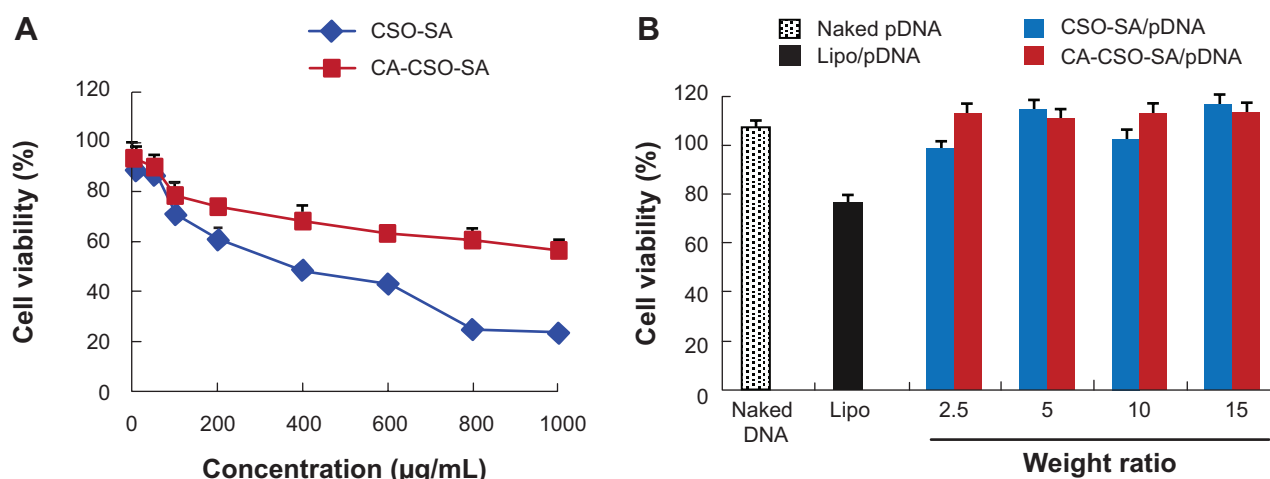 A
CSO-SA
CA-CSO-SA
Cell viability (%)
120
100
80
60
40
20
0
0 200 400 600 800 1000
Concentration (µg/mL)
B
Naked pDNA
Lipo/pDNA
CSO-SA/pDNA
CA-CSO-SA/pDNA
Cell viability (%)
120
100
80
60
40
20
0
Naked DNA
Lipo
2.5 5 10 15
Weight ratio